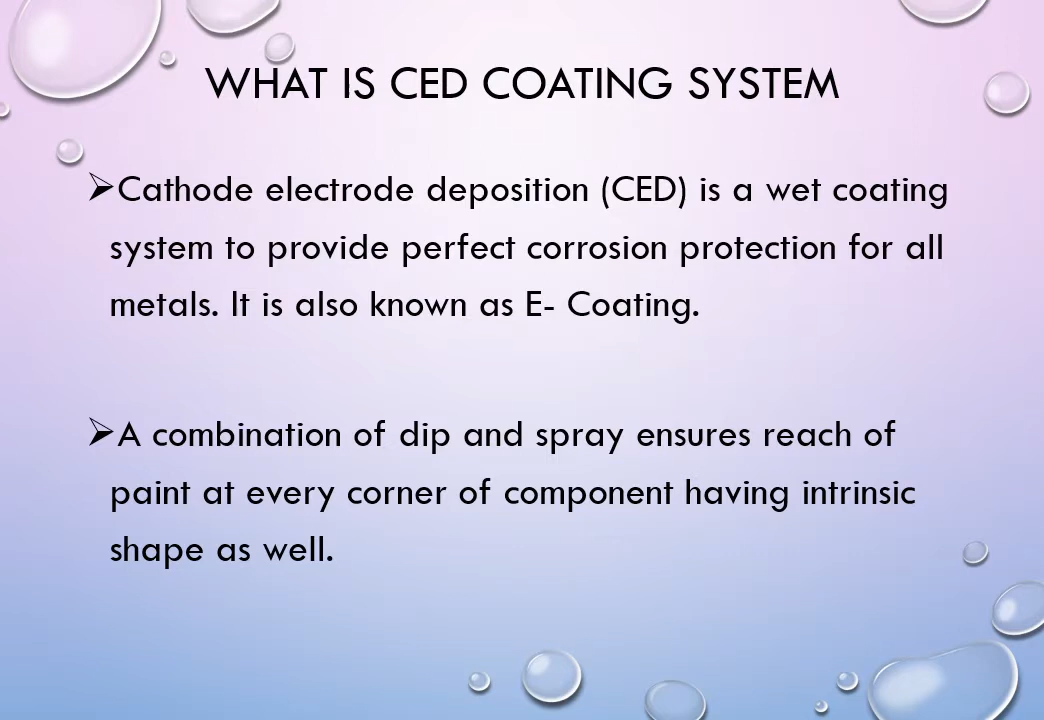 WHAT IS CED COATING SYSTEM
➢Cathode electrode deposition (CED) is a wet coating
system to provide perfect corrosion protection for all
metals. It is also known as E- Coating.
➢A combination of dip and spray ensures reach of
paint at every corner of component having intrinsic
shape as well.